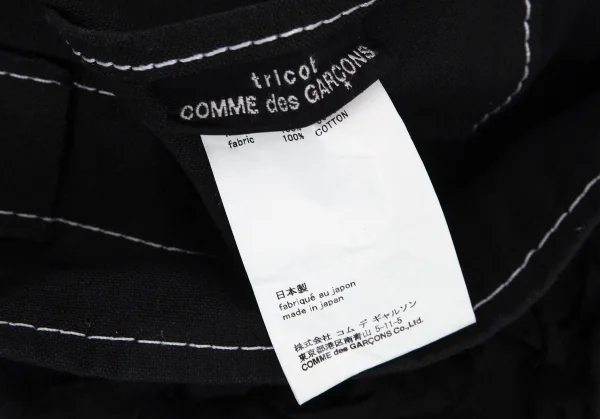 tricot
COMME des GARÇONS
100%
fabric 100% COTTON
日本製
fabriqué au japon
made in japan
株式会社 コム デ ギャルソン
東京都港区南青山 5-11-5
COMME des GARÇONS Co.,Ltd.